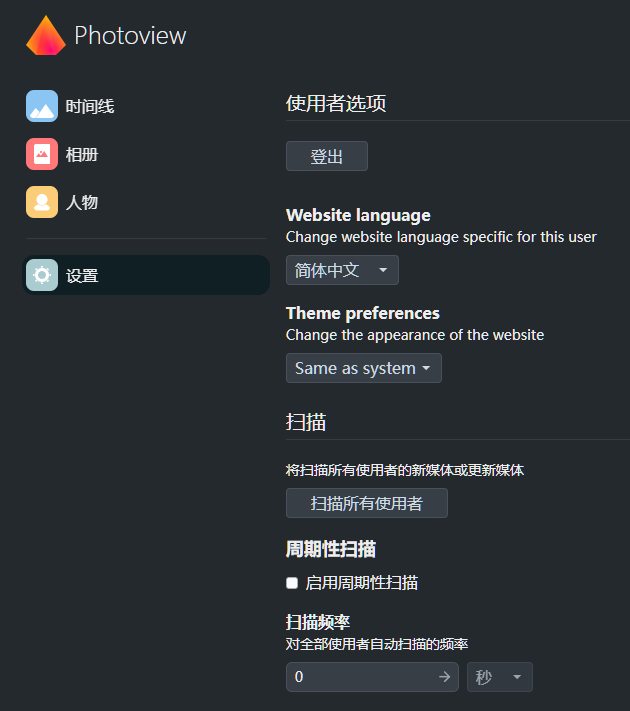 Photoview
时间线
相册
人物
设置
使用者选项
登出
Website language
Change website language specific for this user
简体中文
Theme preferences
Change the appearance of the website
Same as system
扫描
将扫描所有使用者的新媒体或更新媒体
扫描所有使用者
周期性扫描
启用周期性扫描
扫描频率
对全部使用者自动扫描的频率
0
秒